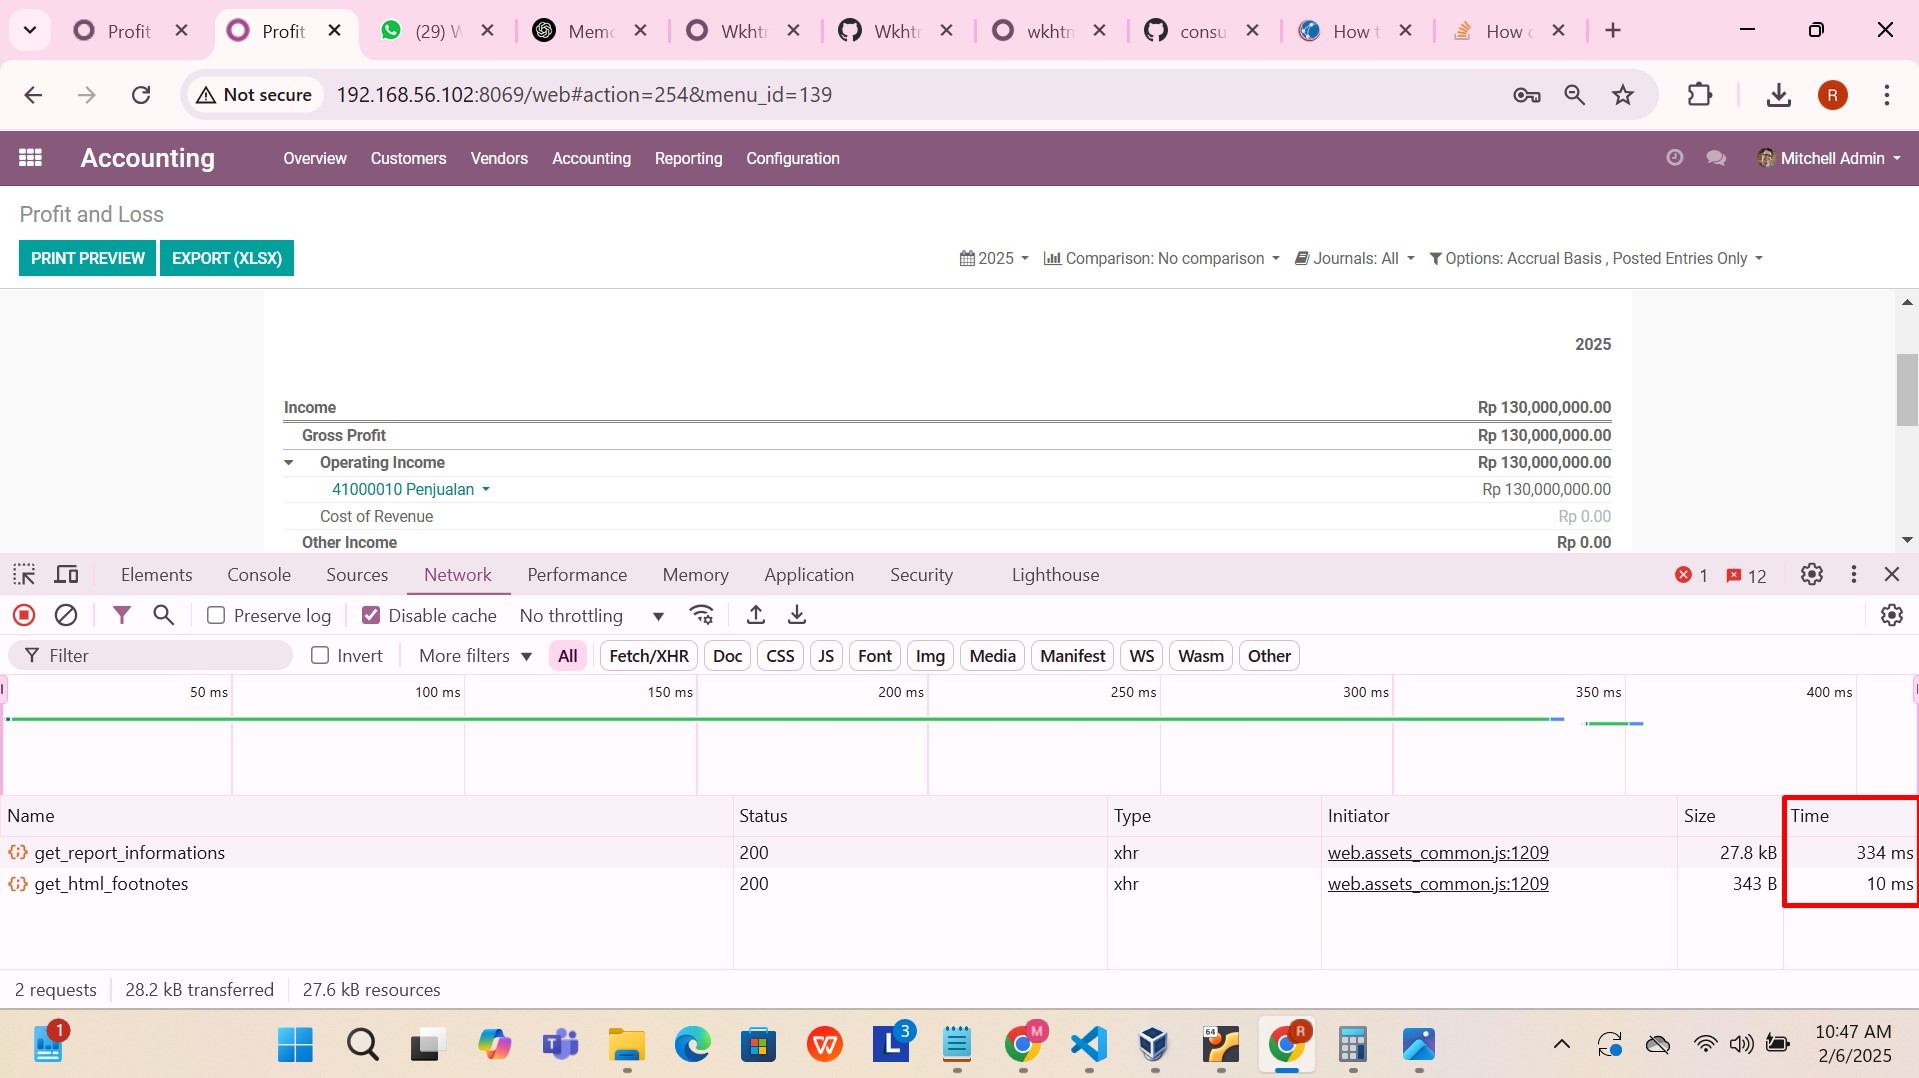 Profit
Profit
(29) W
Memo
Wkht
Wkht
wkhtm
consu
How t
How
Not secure
192.168.56.102:8069/web#action=254&menu_id=139
R
Accounting
Overview Customers Vendors Accounting Reporting Configuration
Mitchell Admin
Profit and Loss
PRINT PREVIEW EXPORT (XLSX)
2025 Comparison: No comparison Journals: All Options: Accrual Basis , Posted Entries Only
2025
Income Rp 130,000,000.00
Gross Profit Rp 130,000,000.00
Operating Income Rp 130,000,000.00
41000010 Penjualan Rp 130,000,000.00
Cost of Revenue Rp 0.00
Other Income Rp 0.00
Elements Console Sources Network Performance Memory Application Security Lighthouse 1 12
Preserve log Disable cache No throttling
Filter Invert More filters All Fetch/XHR Doc CSS JS Font Img Media Manifest WS Wasm Other
50 ms 100 ms 150 ms 200 ms 250 ms 300 ms 350 ms 400 ms
Name Status Type Initiator Size Time
get_report_informations 200 xhr web.assets_common.js:1209 27.8 kB 334 ms
get_html_footnotes 200 xhr web.assets_common.js:1209 343 B 10 ms
2 requests 28.2 kB transferred 27.6 kB resources
1
T
W
L 3
M
64
R
10:47 AM
2/6/2025